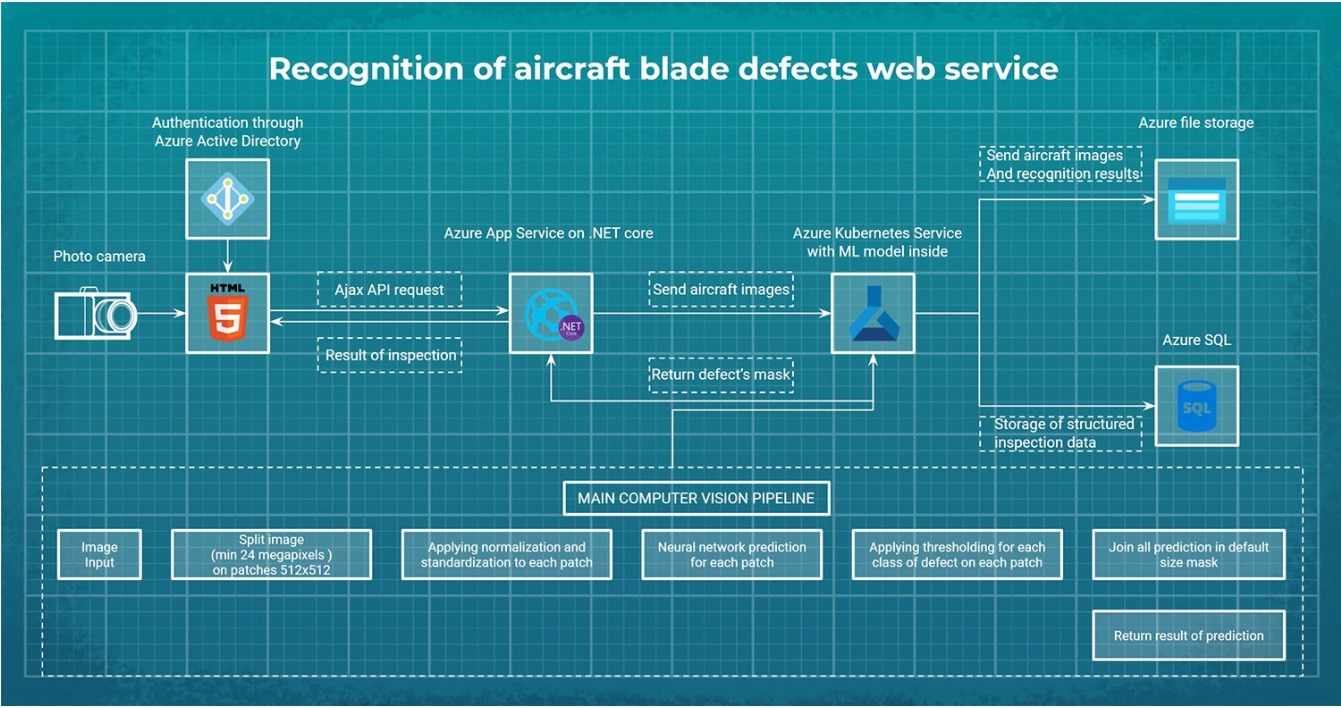 Recognition of aircraft blade defects web service
Authentication through
Azure Active Directory
Azure file storage
Send aircraft images
And recognition results
Azure App Service on .NET core
Azure Kubernetes Service
with ML model inside
Photo camera
HTML
5
Ajax API request
.NET
Core
Send aircraft images
Result of inspection
Return defect's mask
Azure SQL
SQL
Storage of structured
inspection data
MAIN COMPUTER VISION PIPELINE
Image
Input
Split image
(min 24 megapixels )
on patches 512x512
Applying normalization and
standardization to each patch
Neural network prediction
for each patch
Applying thresholding for each
class of defect on each patch
Join all prediction in default
size mask
Return result of prediction